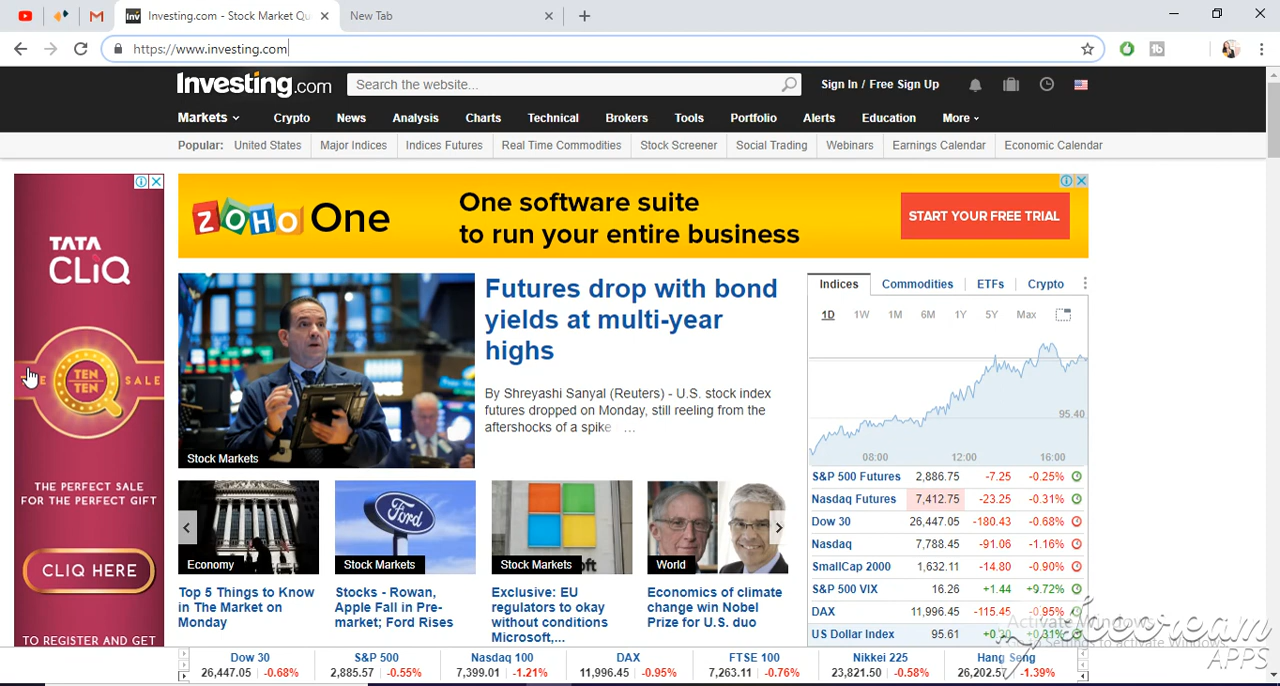 Investing.com - Stock Market Qu
New Tab
https://www.investing.com
Investing.com
Search the website...
Sign In / Free Sign Up
Markets
Crypto
News
Analysis
Charts
Technical
Brokers
Tools
Portfolio
Alerts
Education
More
Popular:
United States
Major Indices
Indices Futures
Real Time Commodities
Stock Screener
Social Trading
Webinars
Earnings Calendar
Economic Calendar
TATA
CLiQ
TEN
TEN
SALE
THE PERFECT SALE
FOR THE PERFECT GIFT
CLIQ HERE
TO REGISTER AND GET
ZOHO One
One software suite
to run your entire business
START YOUR FREE TRIAL
Stock Markets
Futures drop with bond
yields at multi-year
highs
By Shreyashi Sanyal (Reuters) - U.S. stock index
futures dropped on Monday, still reeling from the
aftershocks of a spike ...
Economy
Top 5 Things to Know
in The Market on
Monday
Ford
Stock Markets
Stocks - Rowan,
Apple Fall in Pre-
market; Ford Rises
Stock Markets
Exclusive: EU
regulators to okay
without conditions
Microsoft,...
World
Economics of climate
change win Nobel
Prize for U.S. duo
Indices
Commodities
ETFs
Crypto
1D 1W 1M 6M 1Y 5Y Max
95.40
08:00 12:00 16:00
S&P 500 Futures 2,886.75 -7.25 -0.25%
Nasdaq Futures 7,412.75 -23.25 -0.31%
Dow 30 26,447.05 -180.43 -0.68%
Nasdaq 7,788.45 -91.06 -1.16%
SmallCap 2000 1,632.11 -14.80 -0.90%
S&P 500 VIX 16.26 +1.44 +9.72%
DAX 11,996.45 -115.45 -0.95%
US Dollar Index 95.61 +0.31%
Activate Windows
Settings to activate Windows.
Icecream
APPS
Dow 30
26,447.05 -0.68%
S&P 500
2,885.57 -0.55%
Nasdaq 100
7,399.01 -1.21%
DAX
11,996.45 -0.95%
FTSE 100
7,263.11 -0.76%
Nikkei 225
23,821.50 -0.58%
Hang Seng
26,202.57 -1.39%